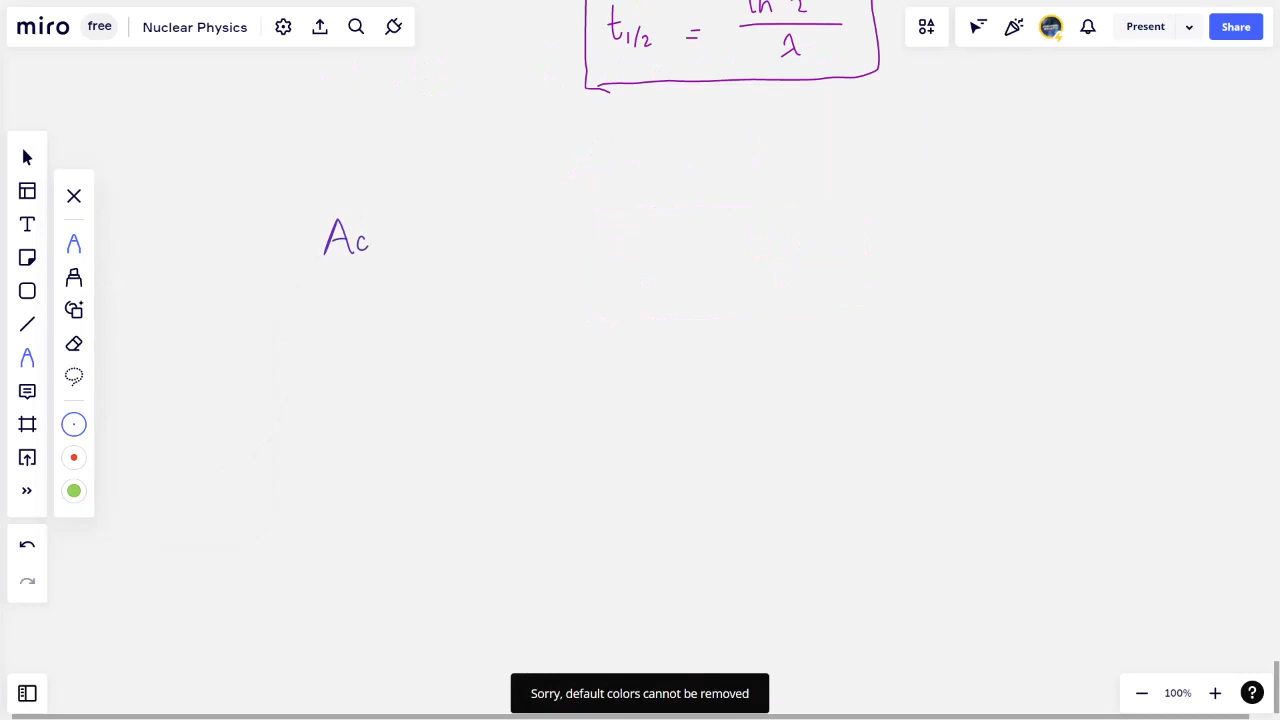 miro free Nuclear Physics Present Share
ln 2
t1/2 = λ
Ac
Sorry, default colors cannot be removed
100%